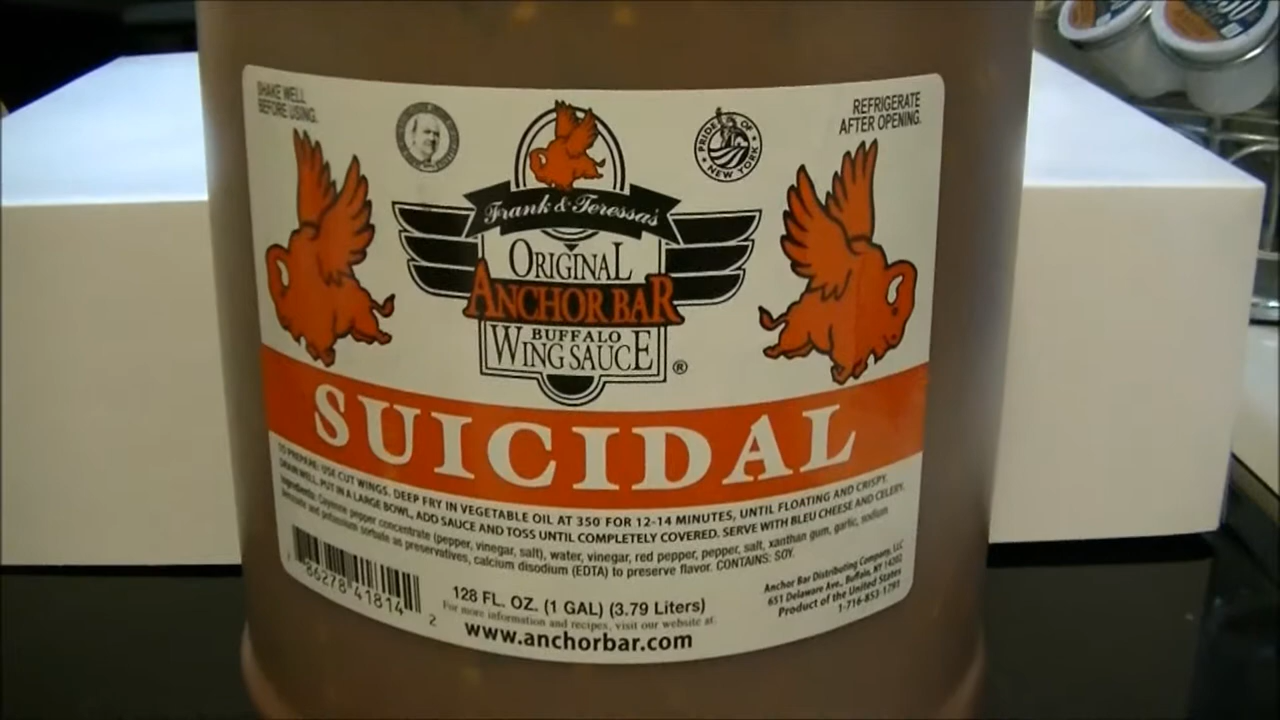 SHAKE WELL
BEFORE USING.
REFRIGERATE
AFTER OPENING.
PRIDE OF
NEW YORK
Frank & Teressa's
ORIGINAL
ANCHOR BAR
BUFFALO
WING SAUCE
®
SUICIDAL
TO PREPARE: USE CUT WINGS. DEEP FRY IN VEGETABLE OIL AT 350 FOR 12-14 MINUTES, UNTIL FLOATING AND CRISPY.
DRAIN WELL. PUT IN A LARGE BOWL, ADD SAUCE AND TOSS UNTIL COMPLETELY COVERED. SERVE WITH BLEU CHEESE AND CELERY.
Ingredients: Cayenne pepper concentrate (pepper, vinegar, salt), water, vinegar, red pepper, pepper, salt, xanthan gum, garlic, sodium
benzoate and potassium sorbate as preservatives, calcium disodium (EDTA) to preserve flavor. CONTAINS: SOY.
86278 41814 2
128 FL. OZ. (1 GAL) (3.79 Liters)
For more information and recipes, visit our website at:
www.anchorbar.com
Anchor Bar Distributing Company, LLC
651 Delaware Ave., Buffalo, NY 14202
Product of the United States
1-716-853-1791